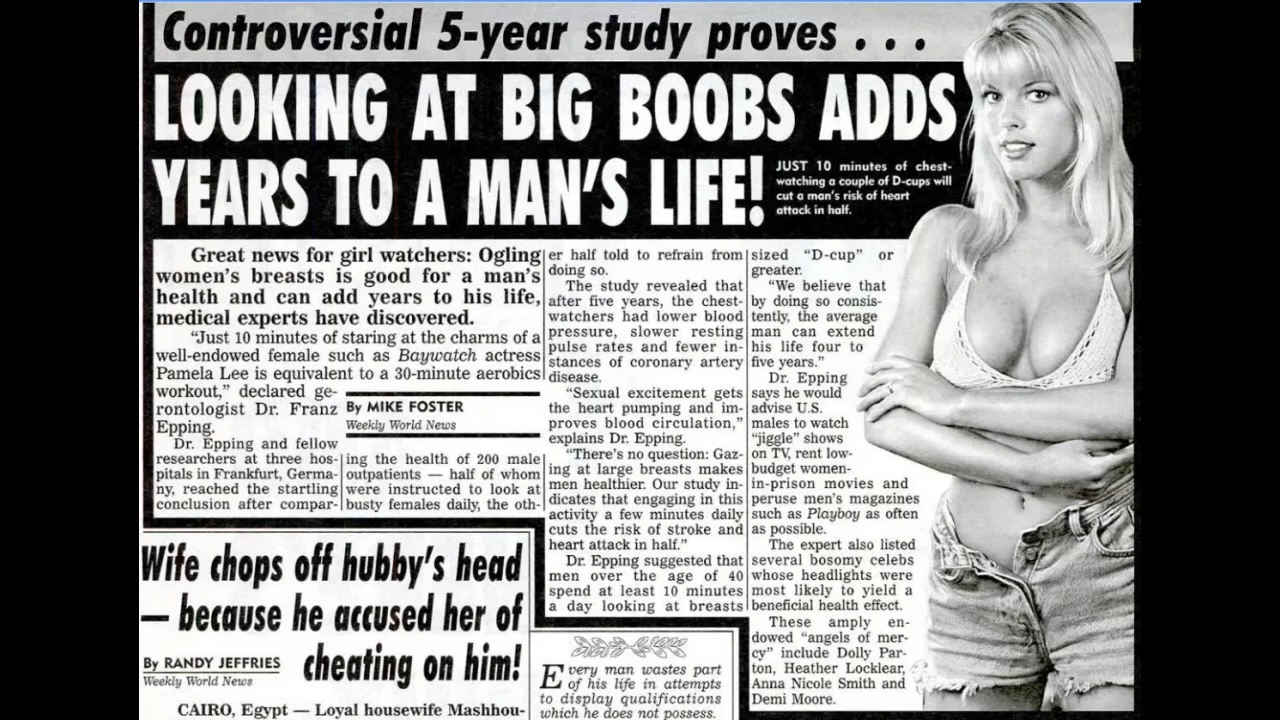 Controversial 5-year study proves . . .
LOOKING AT BIG BOOBS ADDS
YEARS TO A MAN'S LIFE!
JUST 10 minutes of chest-
watching a couple of D-cups will
cut a man's risk of heart
attack in half.
Great news for girl watchers: Ogling
women's breasts is good for a man's
health and can add years to his life,
medical experts have discovered.
"Just 10 minutes of staring at the charms of a
well-endowed female such as Baywatch actress
Pamela Lee is equivalent to a 30-minute aerobics
workout," declared ge-
rontologist Dr. Franz
Epping.
By MIKE FOSTER
Weekly World News
Dr. Epping and fellow
researchers at three hos-
pitals in Frankfurt, Germa-
ny, reached the startling
conclusion after compar-
ing the health of 200 male
outpatients — half of whom
were instructed to look at
busty females daily, the oth-
er half told to refrain from
doing so.
The study revealed that
after five years, the chest-
watchers had lower blood
pressure, slower resting
pulse rates and fewer in-
stances of coronary artery
disease.
"Sexual excitement gets
the heart pumping and im-
proves blood circulation,"
explains Dr. Epping.
"There's no question: Gaz-
ing at large breasts makes
men healthier. Our study in-
dicates that engaging in this
activity a few minutes daily
cuts the risk of stroke and
heart attack in half."
Dr. Epping suggested that
men over the age of 40
spend at least 10 minutes
a day looking at breasts
sized "D-cup" or
greater.
"We believe that
by doing so consis-
tently, the average
man can extend
his life four to
five years."
Dr. Epping
says he would
advise U.S.
males to watch
"jiggle" shows
on TV, rent low-
budget women-
in-prison movies and
peruse men's magazines
such as Playboy as often
as possible.
The expert also listed
several bosomy celebs
whose headlights were
most likely to yield a
beneficial health effect.
These amply en-
dowed "angels of mer-
cy" include Dolly Par-
ton, Heather Locklear,
Anna Nicole Smith and
Demi Moore.
Wife chops off hubby's head
— because he accused her of
cheating on him!
By RANDY JEFFRIES
Weekly World News
CAIRO, Egypt — Loyal housewife Mashhou-
Every man wastes part
of his life in attempts
to display qualifications
which he does not possess.